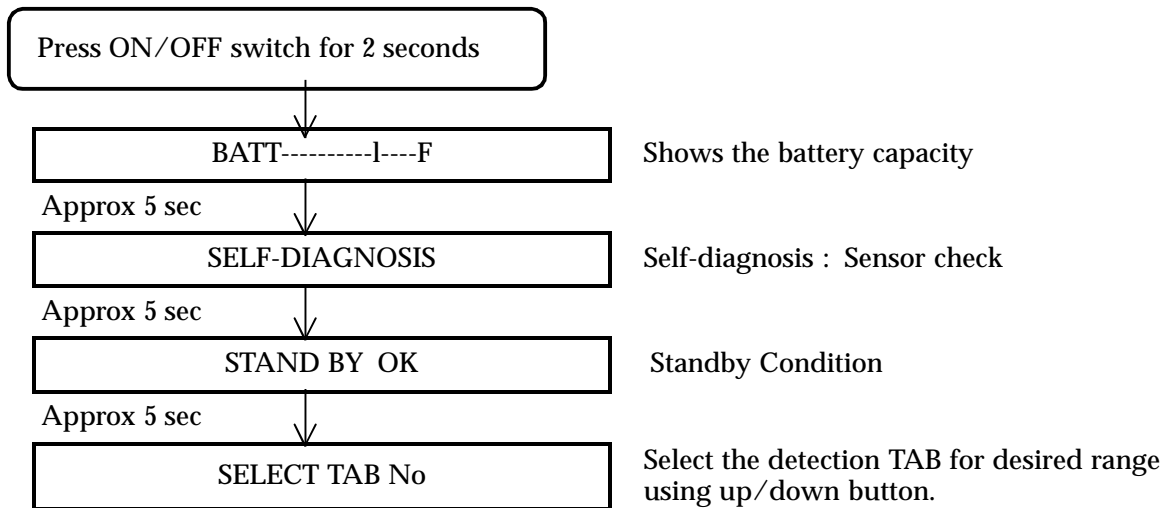 Press ON/OFF switch for 2 seconds
BATT----------l----F
Shows the battery capacity
Approx 5 sec
SELF-DIAGNOSIS
Self-diagnosis : Sensor check
Approx 5 sec
STAND BY OK
Standby Condition
Approx 5 sec
SELECT TAB No
Select the detection TAB for desired range
using up/down button.